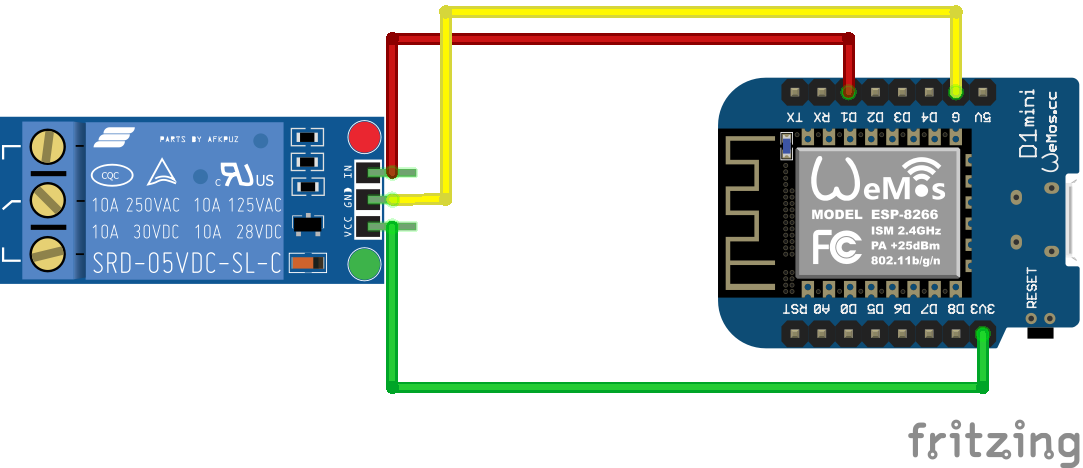 PARTS BY AFKPUZ
CQC
c RU US
10A 250VAC 10A 125VAC
10A 30VDC 10A 28VDC
SRD-05VDC-SL-C
IN
GND
VCC
TX RX D1 D2 D3 D4 G 5V
D1 mini
WeMos.cc
WeMos
MODEL ESP-8266
ISM 2.4GHz
PA +25dBm
802.11b/g/n
FC
RST A0 D0 D5 D6 D7 D8 3V3
RESET
fritzing